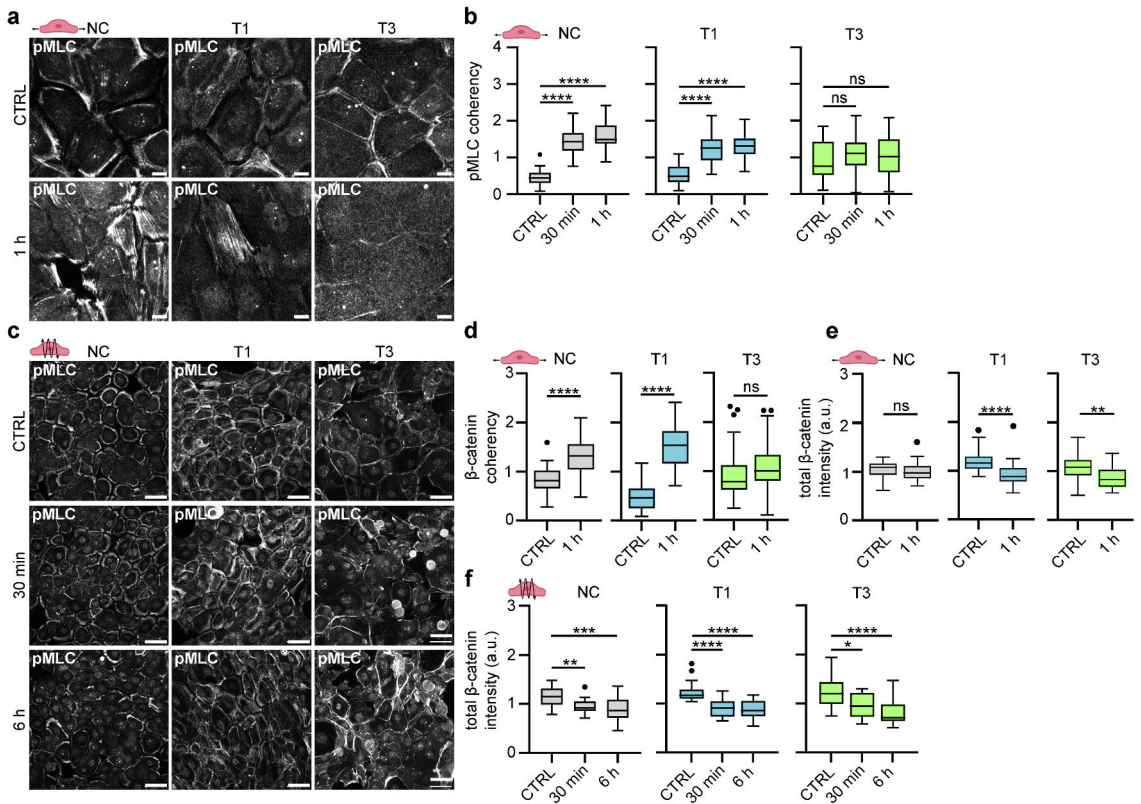 a
NC
T1
T3
CTRL
pMLC
pMLC
pMLC
1 h
pMLC
pMLC
pMLC
b
NC
T1
T3
pMLC coherency
4
3
2
1
0
****
****
****
****
ns
ns
CTRL
30 min
1 h
CTRL
30 min
1 h
CTRL
30 min
1 h
c
NC
T1
T3
CTRL
pMLC
pMLC
pMLC
30 min
pMLC
pMLC
pMLC
6 h
pMLC
pMLC
pMLC
d
NC
T1
T3
β-catenin
coherency
3
2
1
0
****
****
ns
CTRL
1 h
CTRL
1 h
CTRL
1 h
e
NC
T1
T3
total β-catenin
intensity (a.u.)
3
2
1
0
ns
****
**
CTRL
1 h
CTRL
1 h
CTRL
1 h
f
NC
T1
T3
total β-catenin
intensity (a.u.)
3
2
1
0
***
**
****
****
****
*
CTRL
30 min
6 h
CTRL
30 min
6 h
CTRL
30 min
6 h